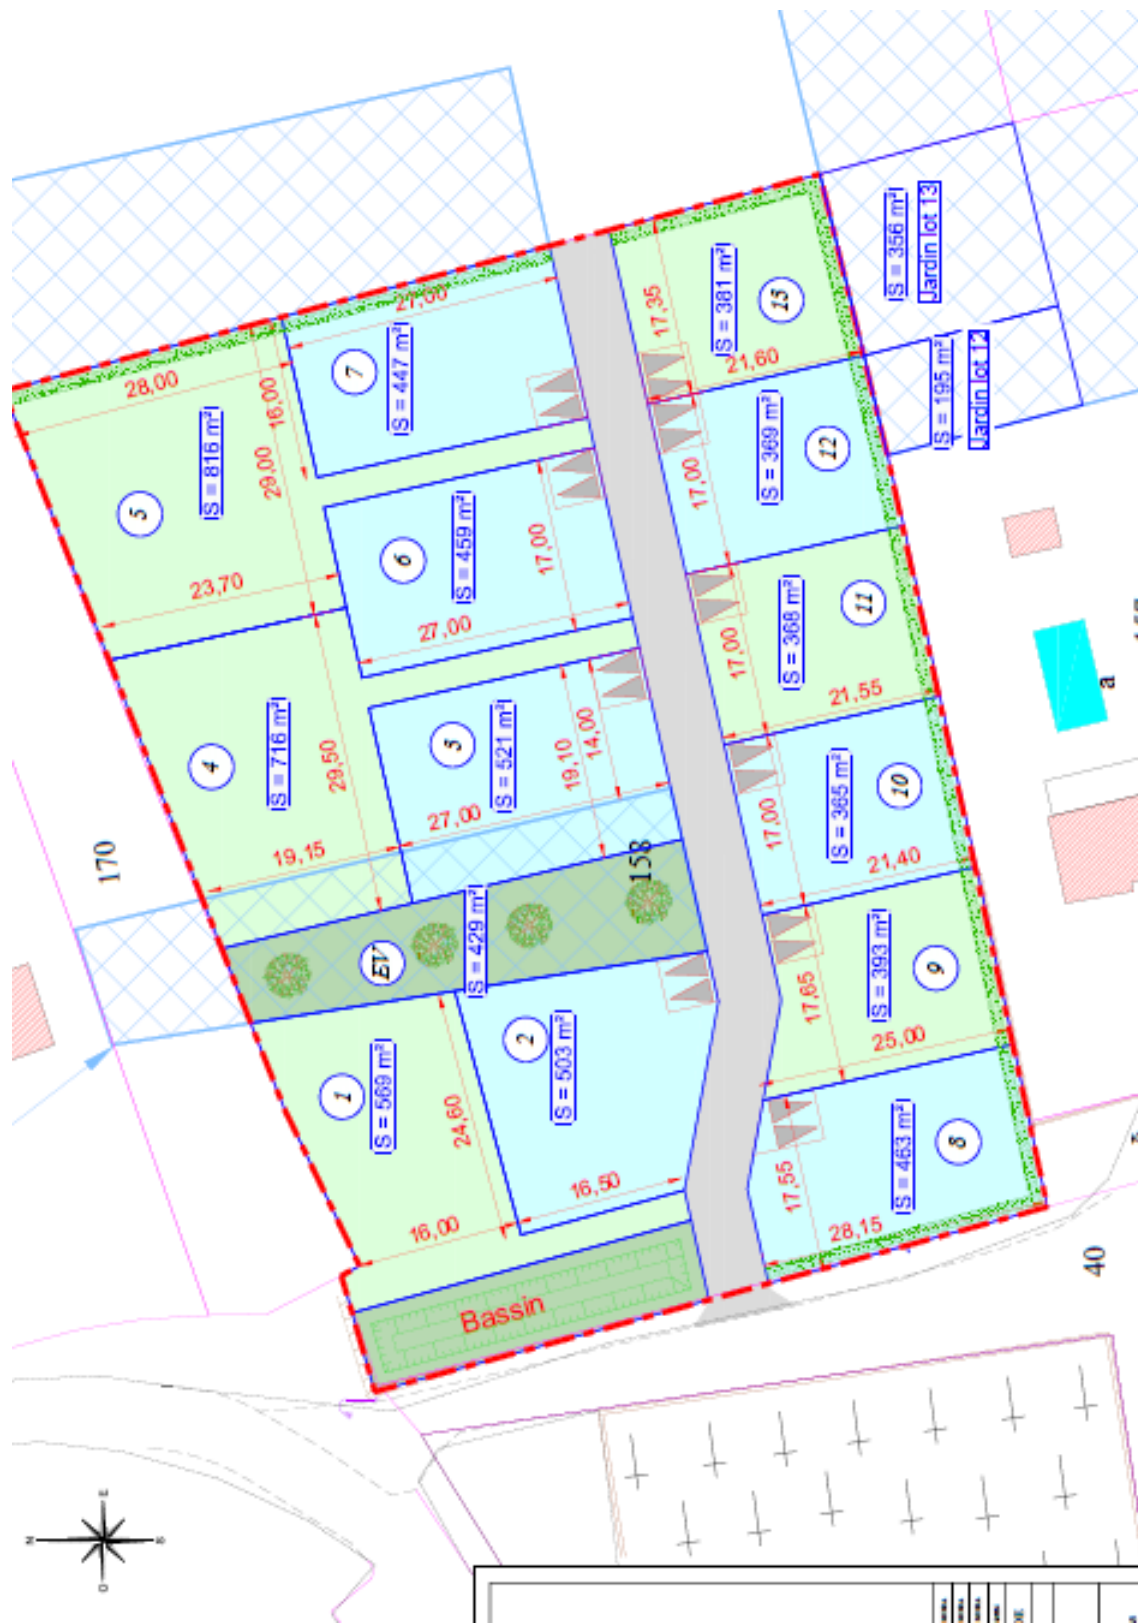 28,00
5
S = 816 m²
16,00
29,00
23,70
27,00
7
S = 447 m²
6
S = 459 m²
17,00
27,00
4
S = 716 m²
29,50
19,15
3
S = 521 m²
19,10
14,00
27,00
170
158
EV
S = 429 m²
1
S = 569 m²
24,60
16,00
2
S = 503 m²
16,50
Bassin
17,35
S = 381 m²
13
21,60
S = 356 m²
Jardin lot 13
S = 195 m²
Jardin lot 12
17,00
S = 369 m²
12
17,00
S = 368 m²
11
21,55
17,00
S = 365 m²
10
21,40
17,65
S = 393 m²
9
25,00
17,55
S = 463 m²
8
28,15
40
a
N
E
S
O